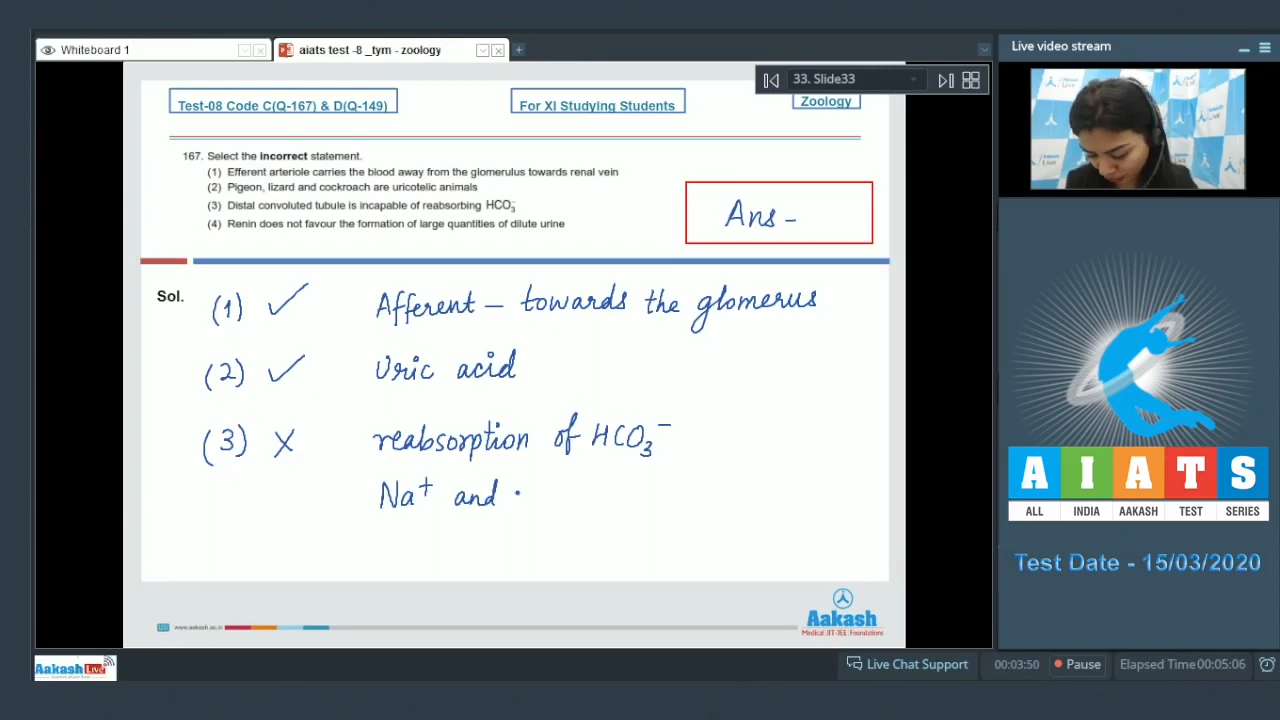 Whiteboard 1
aiats test -8 _tym - zoology
Live video stream
33. Slide33
Test-08 Code C(Q-167) & D(Q-149)
For XI Studying Students
Zoology
167. Select the incorrect statement.
(1) Efferent arteriole carries the blood away from the glomerulus towards renal vein
(2) Pigeon, lizard and cockroach are uricotelic animals
(3) Distal convoluted tubule is incapable of reabsorbing HCO₃⁻
(4) Renin does not favour the formation of large quantities of dilute urine
Ans -
Sol.
(1) ✓ Afferent – towards the glomerus
(2) ✓ Uric acid
(3) X reabsorption of HCO₃⁻
Na⁺ and
www.aakash.ac.in
Aakash
Medical|IIT-JEE|Foundations
A I A T S
ALL INDIA AAKASH TEST SERIES
Test Date - 15/03/2020
Aakash Live
Live Chat Support
00:03:50
Pause
Elapsed Time 00:05:06